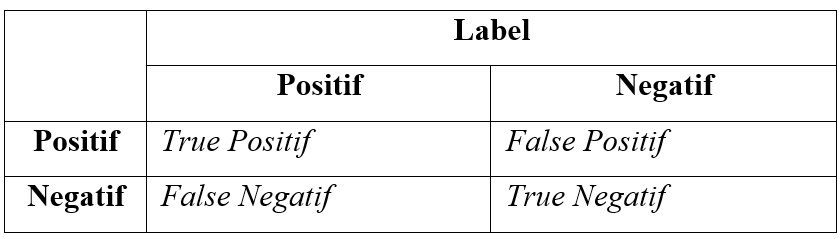 Label
Positif Negatif
Positif True Positif False Positif
Negatif False Negatif True Negatif